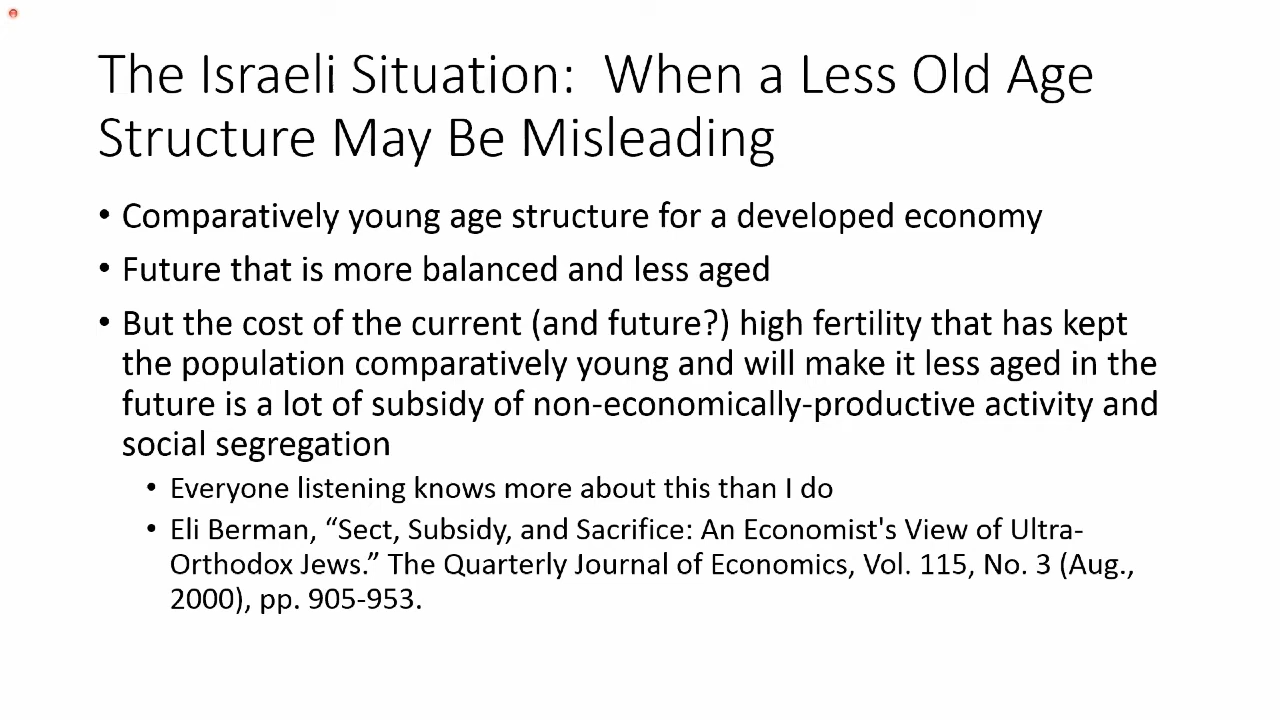 The Israeli Situation:  When a Less Old Age
Structure May Be Misleading
• Comparatively young age structure for a developed economy
• Future that is more balanced and less aged
• But the cost of the current (and future?) high fertility that has kept
the population comparatively young and will make it less aged in the
future is a lot of subsidy of non-economically-productive activity and
social segregation
• Everyone listening knows more about this than I do
• Eli Berman, “Sect, Subsidy, and Sacrifice: An Economist's View of Ultra-
Orthodox Jews.” The Quarterly Journal of Economics, Vol. 115, No. 3 (Aug.,
2000), pp. 905-953.